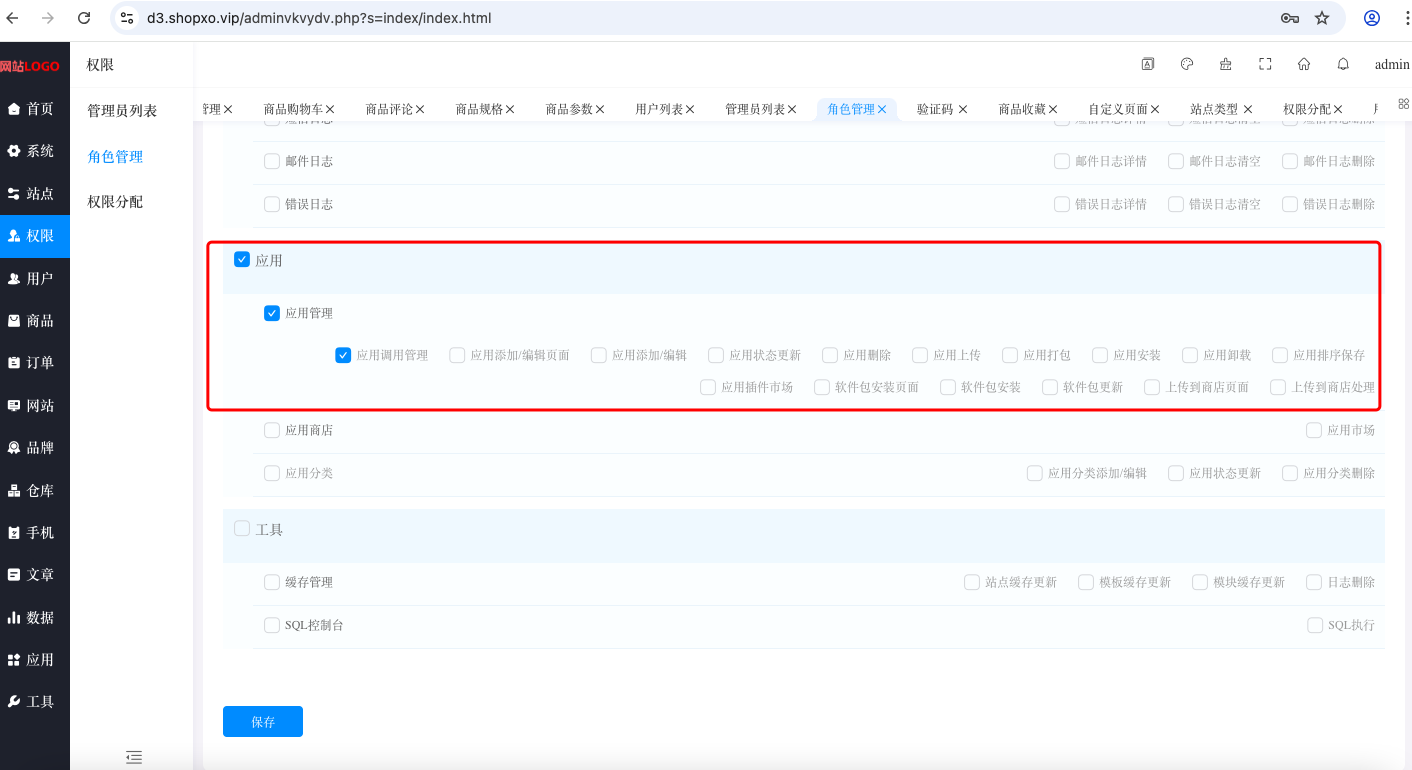 d3.shopxo.vip/adminvkvydv.php?s=index/index.html
网站LOGO
首页
系统
站点
权限
用户
商品
订单
网站
品牌
仓库
手机
文章
数据
应用
工具
权限
管理员列表
角色管理
权限分配
admin
管理 商品购物车 商品评论 商品规格 商品参数 用户列表 管理员列表 角色管理 验证码 商品收藏 自定义页面 站点类型 权限分配
邮件日志 邮件日志详情 邮件日志清空 邮件日志删除
错误日志 错误日志详情 错误日志清空 错误日志删除
应用
应用管理
应用调用管理 应用添加/编辑页面 应用添加/编辑 应用状态更新 应用删除 应用上传 应用打包 应用安装 应用卸载 应用排序保存
应用插件市场 软件包安装页面 软件包安装 软件包更新 上传到商店页面 上传到商店处理
应用商店 应用市场
应用分类 应用分类添加/编辑 应用状态更新 应用分类删除
工具
缓存管理 站点缓存更新 模板缓存更新 模块缓存更新 日志删除
SQL控制台 SQL执行
保存